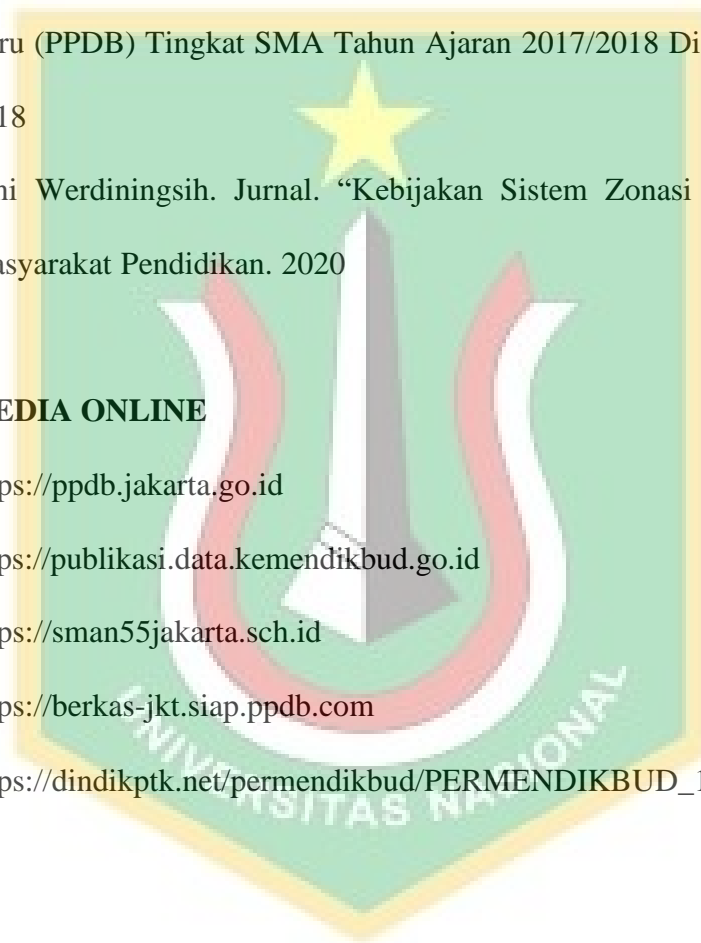 ru (PPDB) Tingkat SMA Tahun Ajaran 2017/2018 Di
18
ni Werdiningsih. Jurnal. “Kebijakan Sistem Zonasi
asyarakat Pendidikan. 2020
EDIA ONLINE
ps://ppdb.jakarta.go.id
ps://publikasi.data.kemendikbud.go.id
ps://sman55jakarta.sch.id
ps://berkas-jkt.siap.ppdb.com
ps://dindikptk.net/permendikbud/PERMENDIKBUD_1
UNIVERSITAS NASIONAL